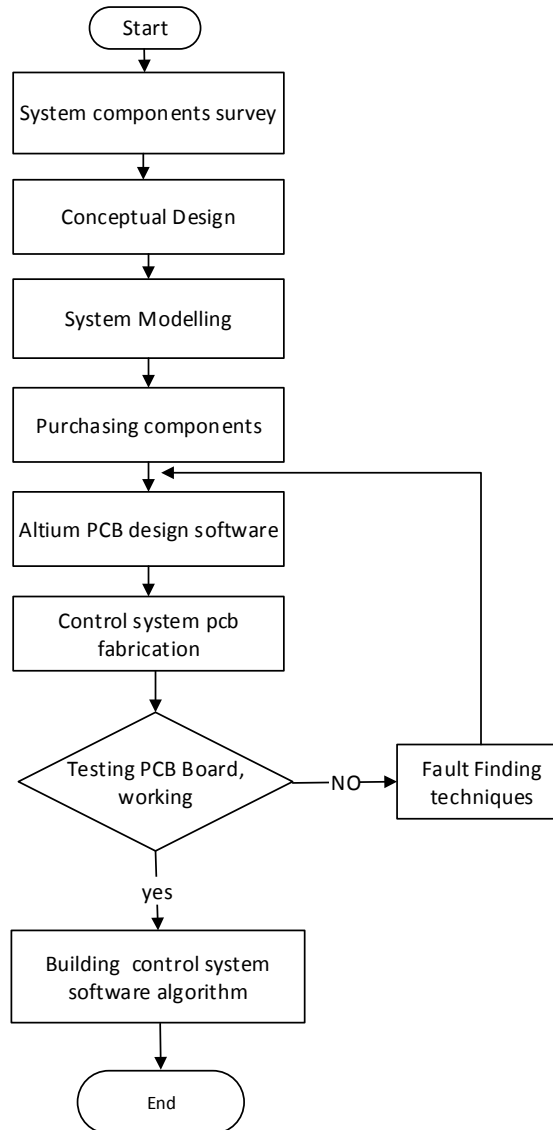 Start
System components survey
Conceptual Design
System Modelling
Purchasing components
Altium PCB design software
Control system pcb
fabrication
Testing PCB Board,
working
NO
Fault Finding
techniques
yes
Building control system
software algorithm
End